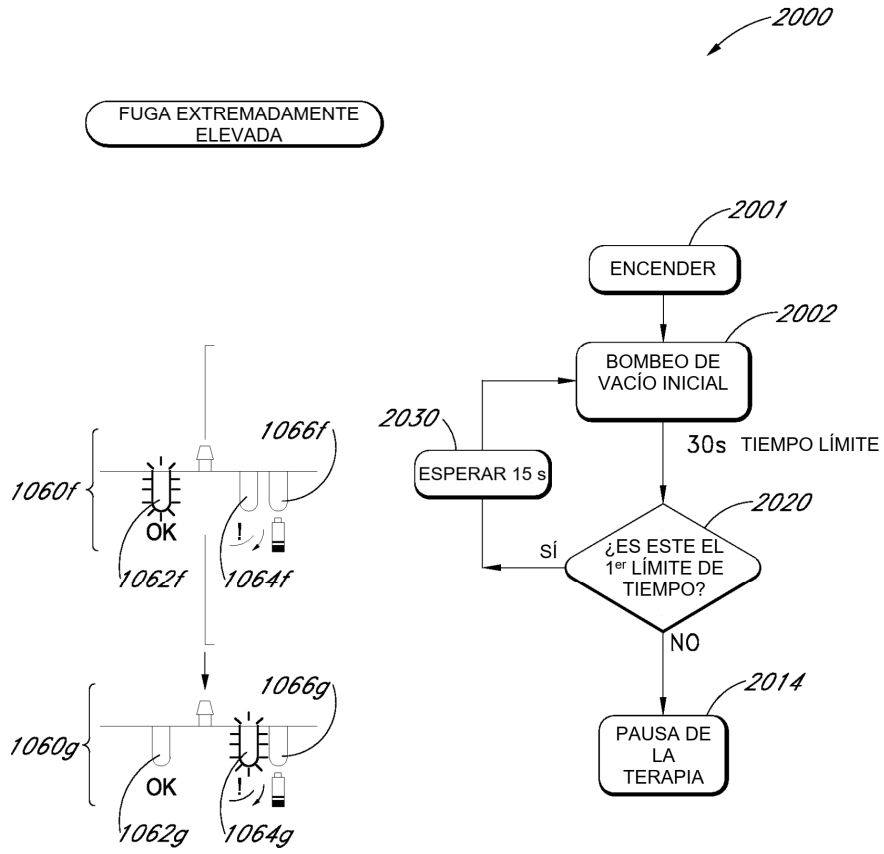 2000
FUGA EXTREMADAMENTE
ELEVADA
2001
ENCENDER
2002
BOMBEO DE
VACÍO INICIAL
2030
ESPERAR 15 s
30s TIEMPO LÍMITE
2020
¿ES ESTE EL
1er LÍMITE DE
TIEMPO?
SÍ
NO
2014
PAUSA DE
LA
TERAPIA
1066f
1060f
OK
!
1062f
1064f
1066g
1060g
OK
!
1062g
1064g